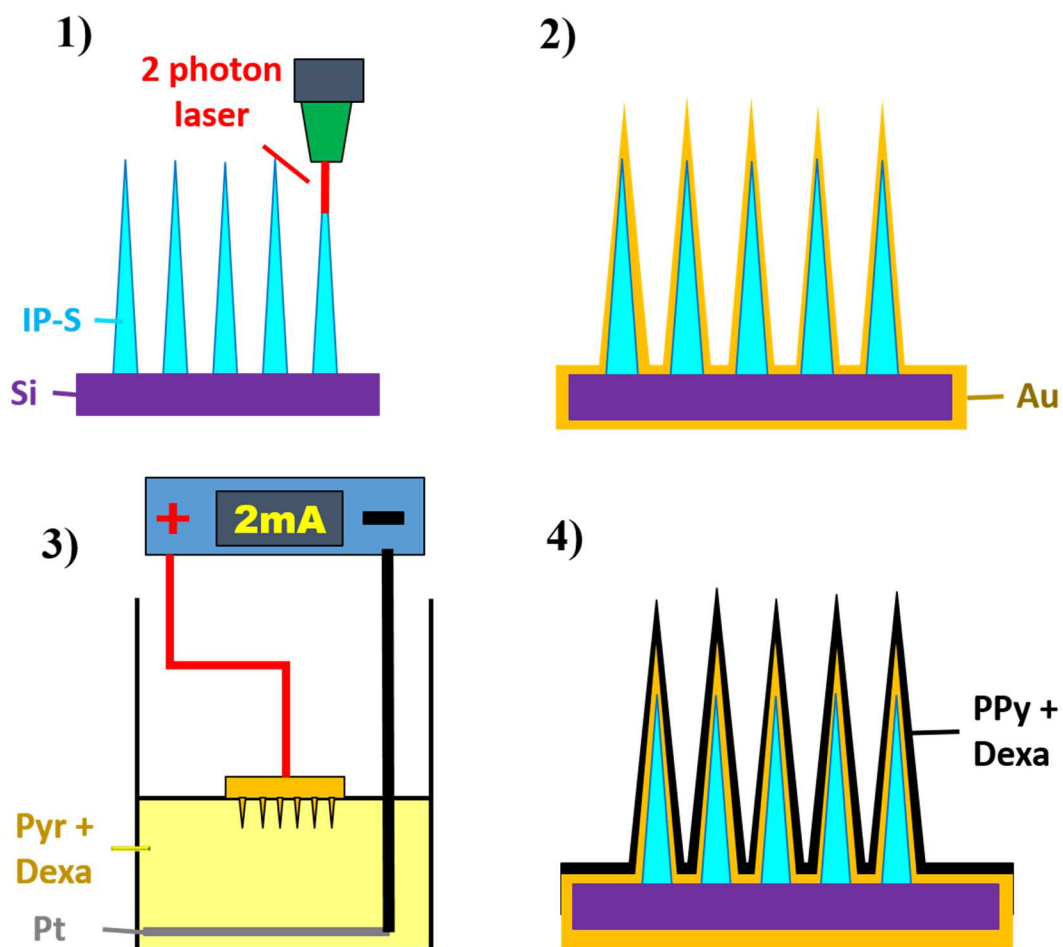 1)
2 photon
laser
IP-S
Si
2)
Au
3)
+
2mA
−
Pyr +
Dexa
Pt
4)
PPy +
Dexa